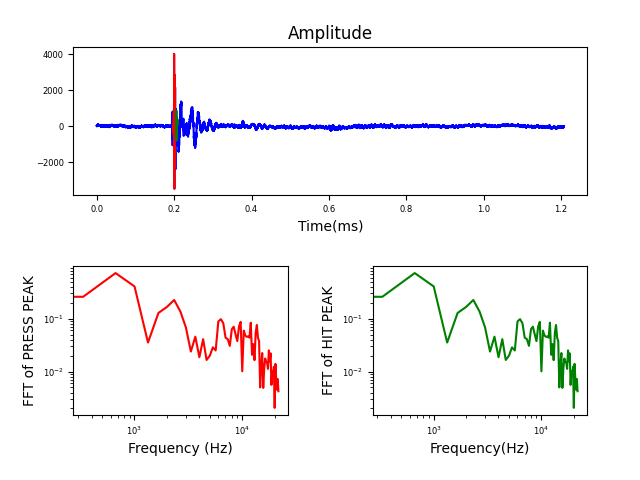 Amplitude
4000
2000
0
−2000
0.0 0.2 0.4 0.6 0.8 1.0 1.2
Time(ms)
FFT of PRESS PEAK
10⁻¹
10⁻²
10³ 10⁴
Frequency (Hz)
FFT of HIT PEAK
10⁻¹
10⁻²
10³ 10⁴
Frequency(Hz)